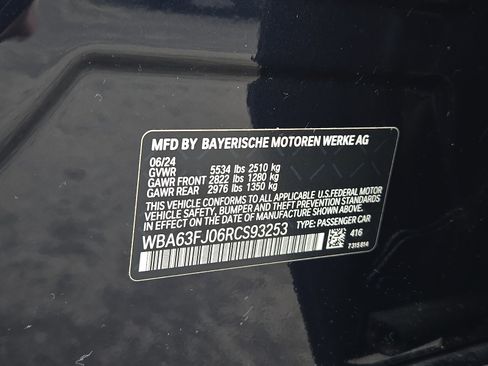 MFD BY BAYERISCHE MOTOREN WERKE AG
06/24
GVWR 5534 lbs 2510 kg
GAWR FRONT 2822 lbs 1280 kg
GAWR REAR 2976 lbs 1350 kg
THIS VEHICLE CONFORMS TO ALL APPLICABLE U.S.FEDERAL MOTOR
VEHICLE SAFETY, BUMPER, AND THEFT PREVENTION STANDARDS
IN EFFECT ON THE DATE OF MANUFACTURE SHOWN ABOVE.
WBA63FJ06RCS93253 TYPE: PASSENGER CAR
416
7315814